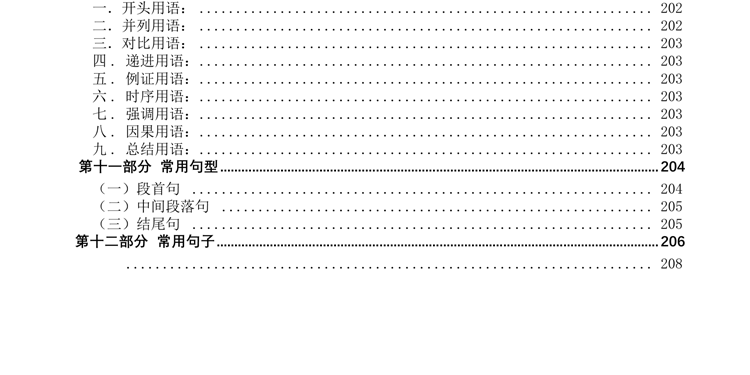 一．开头用语： ............................................................ 202
二．并列用语： ............................................................ 202
三．对比用语： ............................................................ 203
四． 递进用语： ............................................................ 203
五． 例证用语： ............................................................ 203
六． 时序用语： ............................................................ 203
七． 强调用语： ............................................................ 203
八． 因果用语： ............................................................ 203
九． 总结用语： ............................................................ 203
第十一部分 常用句型............................................................204
（一）段首句 ............................................................ 204
（二）中间段落句 ............................................................ 205
（三）结尾句 ............................................................ 205
第十二部分 常用句子............................................................206
............................................................ 208